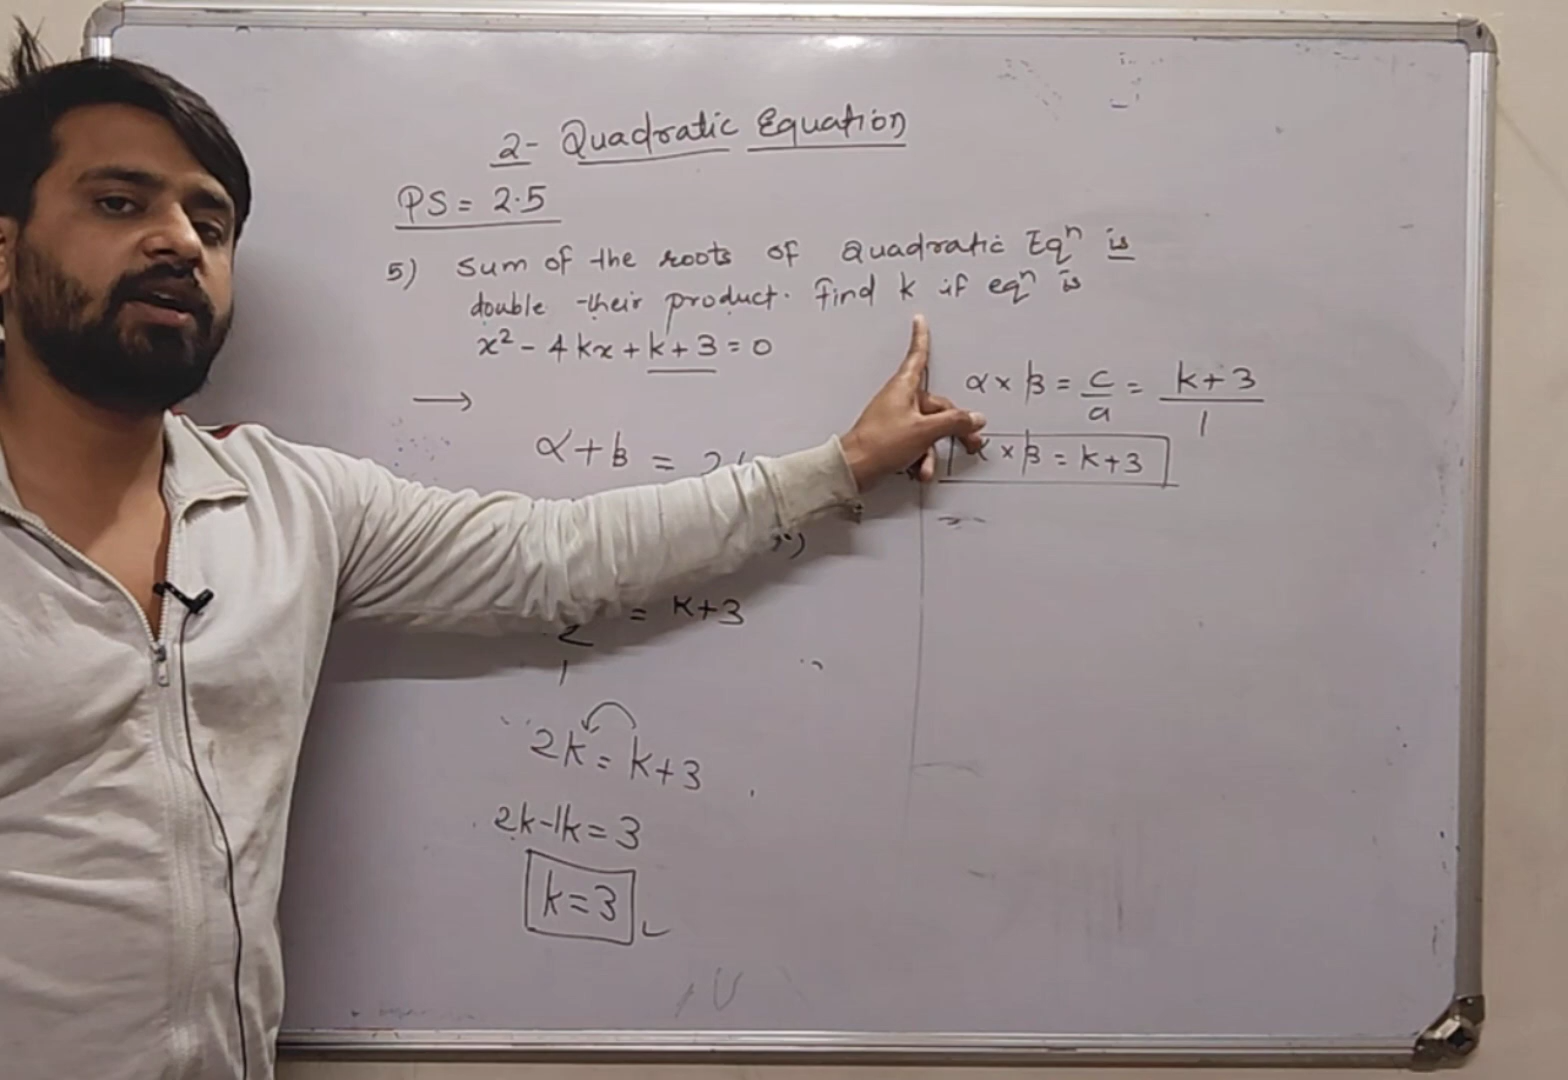 2- Quadratic Equation
PS = 2.5
5) Sum of the roots of Quadratic Eqⁿ is
double their product. find k if eqⁿ is
x² - 4kx + k + 3 = 0
→
α × β = c/a = k+3/1
α × β = k+3
α + β =
= k+3
2k = k+3
2k-1k = 3
k = 3